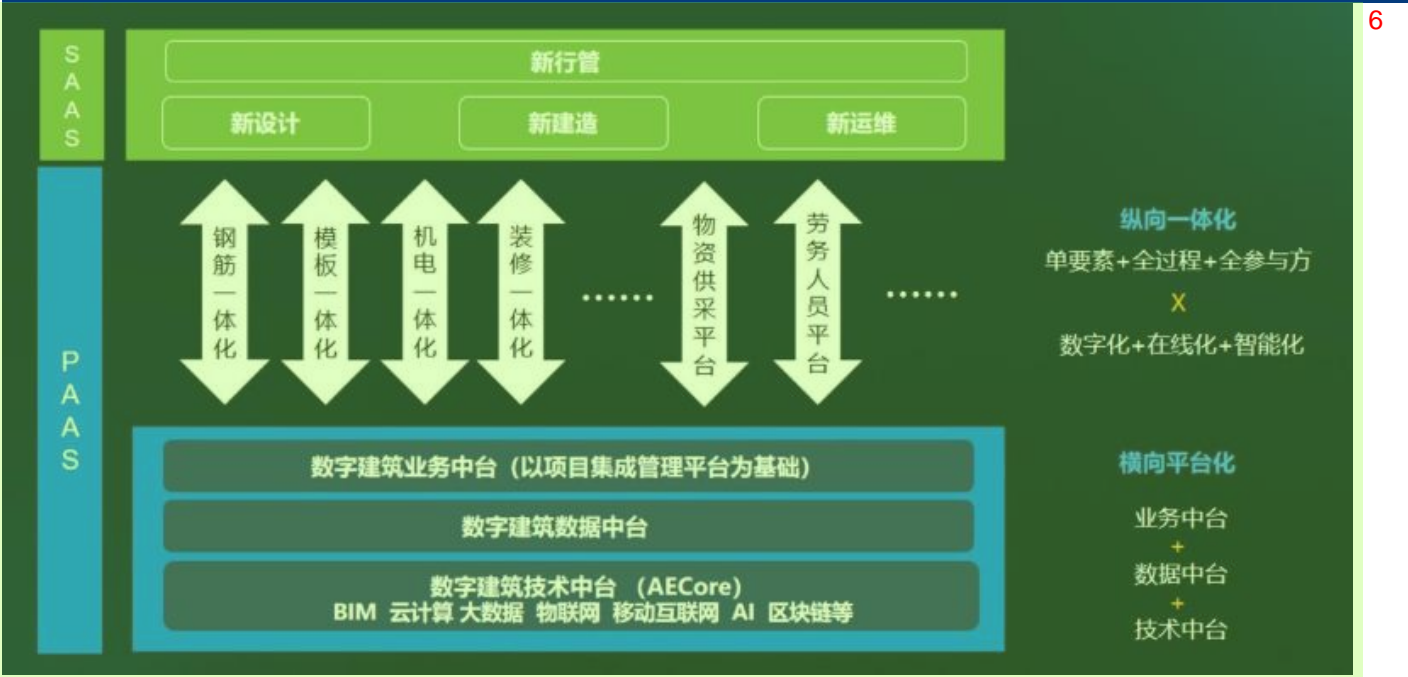 6
SAAS
新行管
新设计
新建造
新运维
PAAS
钢筋一体化
模板一体化
机电一体化
装修一体化
……
物资供采平台
劳务人员平台
……
纵向一体化
单要素+全过程+全参与方
X
数字化+在线化+智能化
数字建筑业务中台（以项目集成管理平台为基础）
数字建筑数据中台
数字建筑技术中台 （AECore）
BIM 云计算 大数据 物联网 移动互联网 AI 区块链等
横向平台化
业务中台
+
数据中台
+
技术中台